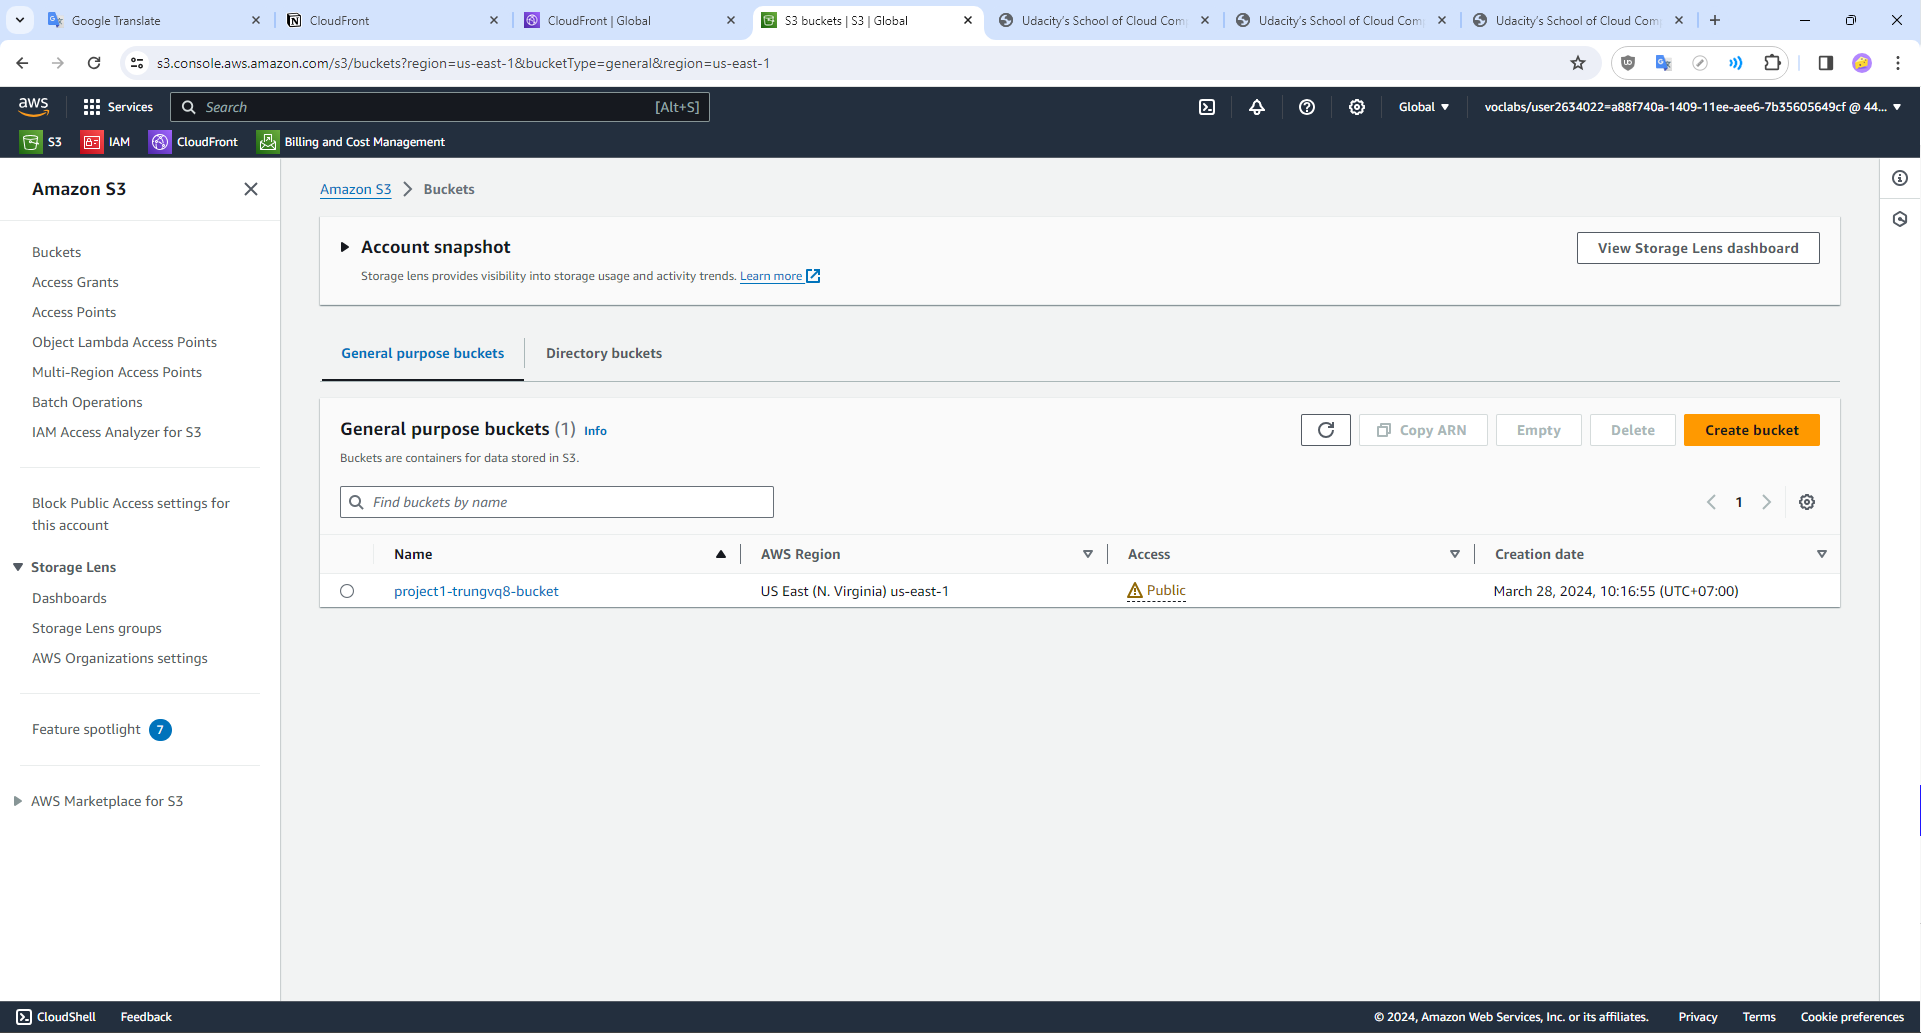 Google Translate
CloudFront
CloudFront | Global
S3 buckets | S3 | Global
Udacity's School of Cloud Com
Udacity's School of Cloud Com
Udacity's School of Cloud Com
s3.console.aws.amazon.com/s3/buckets?region=us-east-1&bucketType=general&region=us-east-1
aws
Services
Search
[Alt+S]
Global
voclabs/user2634022=a88f740a-1409-11ee-aee6-7b35605649cf @ 44...
S3
IAM
CloudFront
Billing and Cost Management
Amazon S3
Buckets
Access Grants
Access Points
Object Lambda Access Points
Multi-Region Access Points
Batch Operations
IAM Access Analyzer for S3
Block Public Access settings for
this account
Storage Lens
Dashboards
Storage Lens groups
AWS Organizations settings
Feature spotlight 7
AWS Marketplace for S3
Amazon S3 > Buckets
Account snapshot
Storage lens provides visibility into storage usage and activity trends. Learn more
View Storage Lens dashboard
General purpose buckets
Directory buckets
General purpose buckets (1) Info
Buckets are containers for data stored in S3.
Copy ARN
Empty
Delete
Create bucket
Find buckets by name
1
Name
AWS Region
Access
Creation date
project1-trungvq8-bucket
US East (N. Virginia) us-east-1
Public
March 28, 2024, 10:16:55 (UTC+07:00)
CloudShell
Feedback
© 2024, Amazon Web Services, Inc. or its affiliates.
Privacy
Terms
Cookie preferences